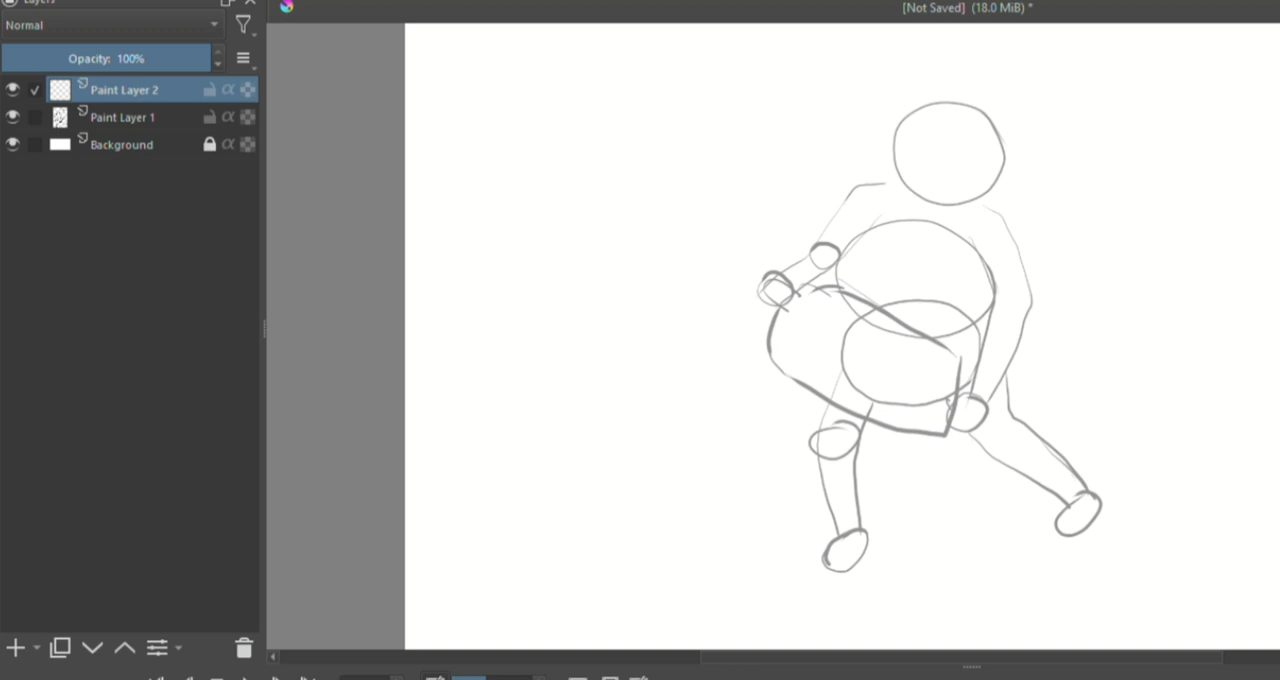 Layers
[Not Saved] (18.0 MiB) *
Normal
Opacity: 100%
Paint Layer 2
Paint Layer 1
Background